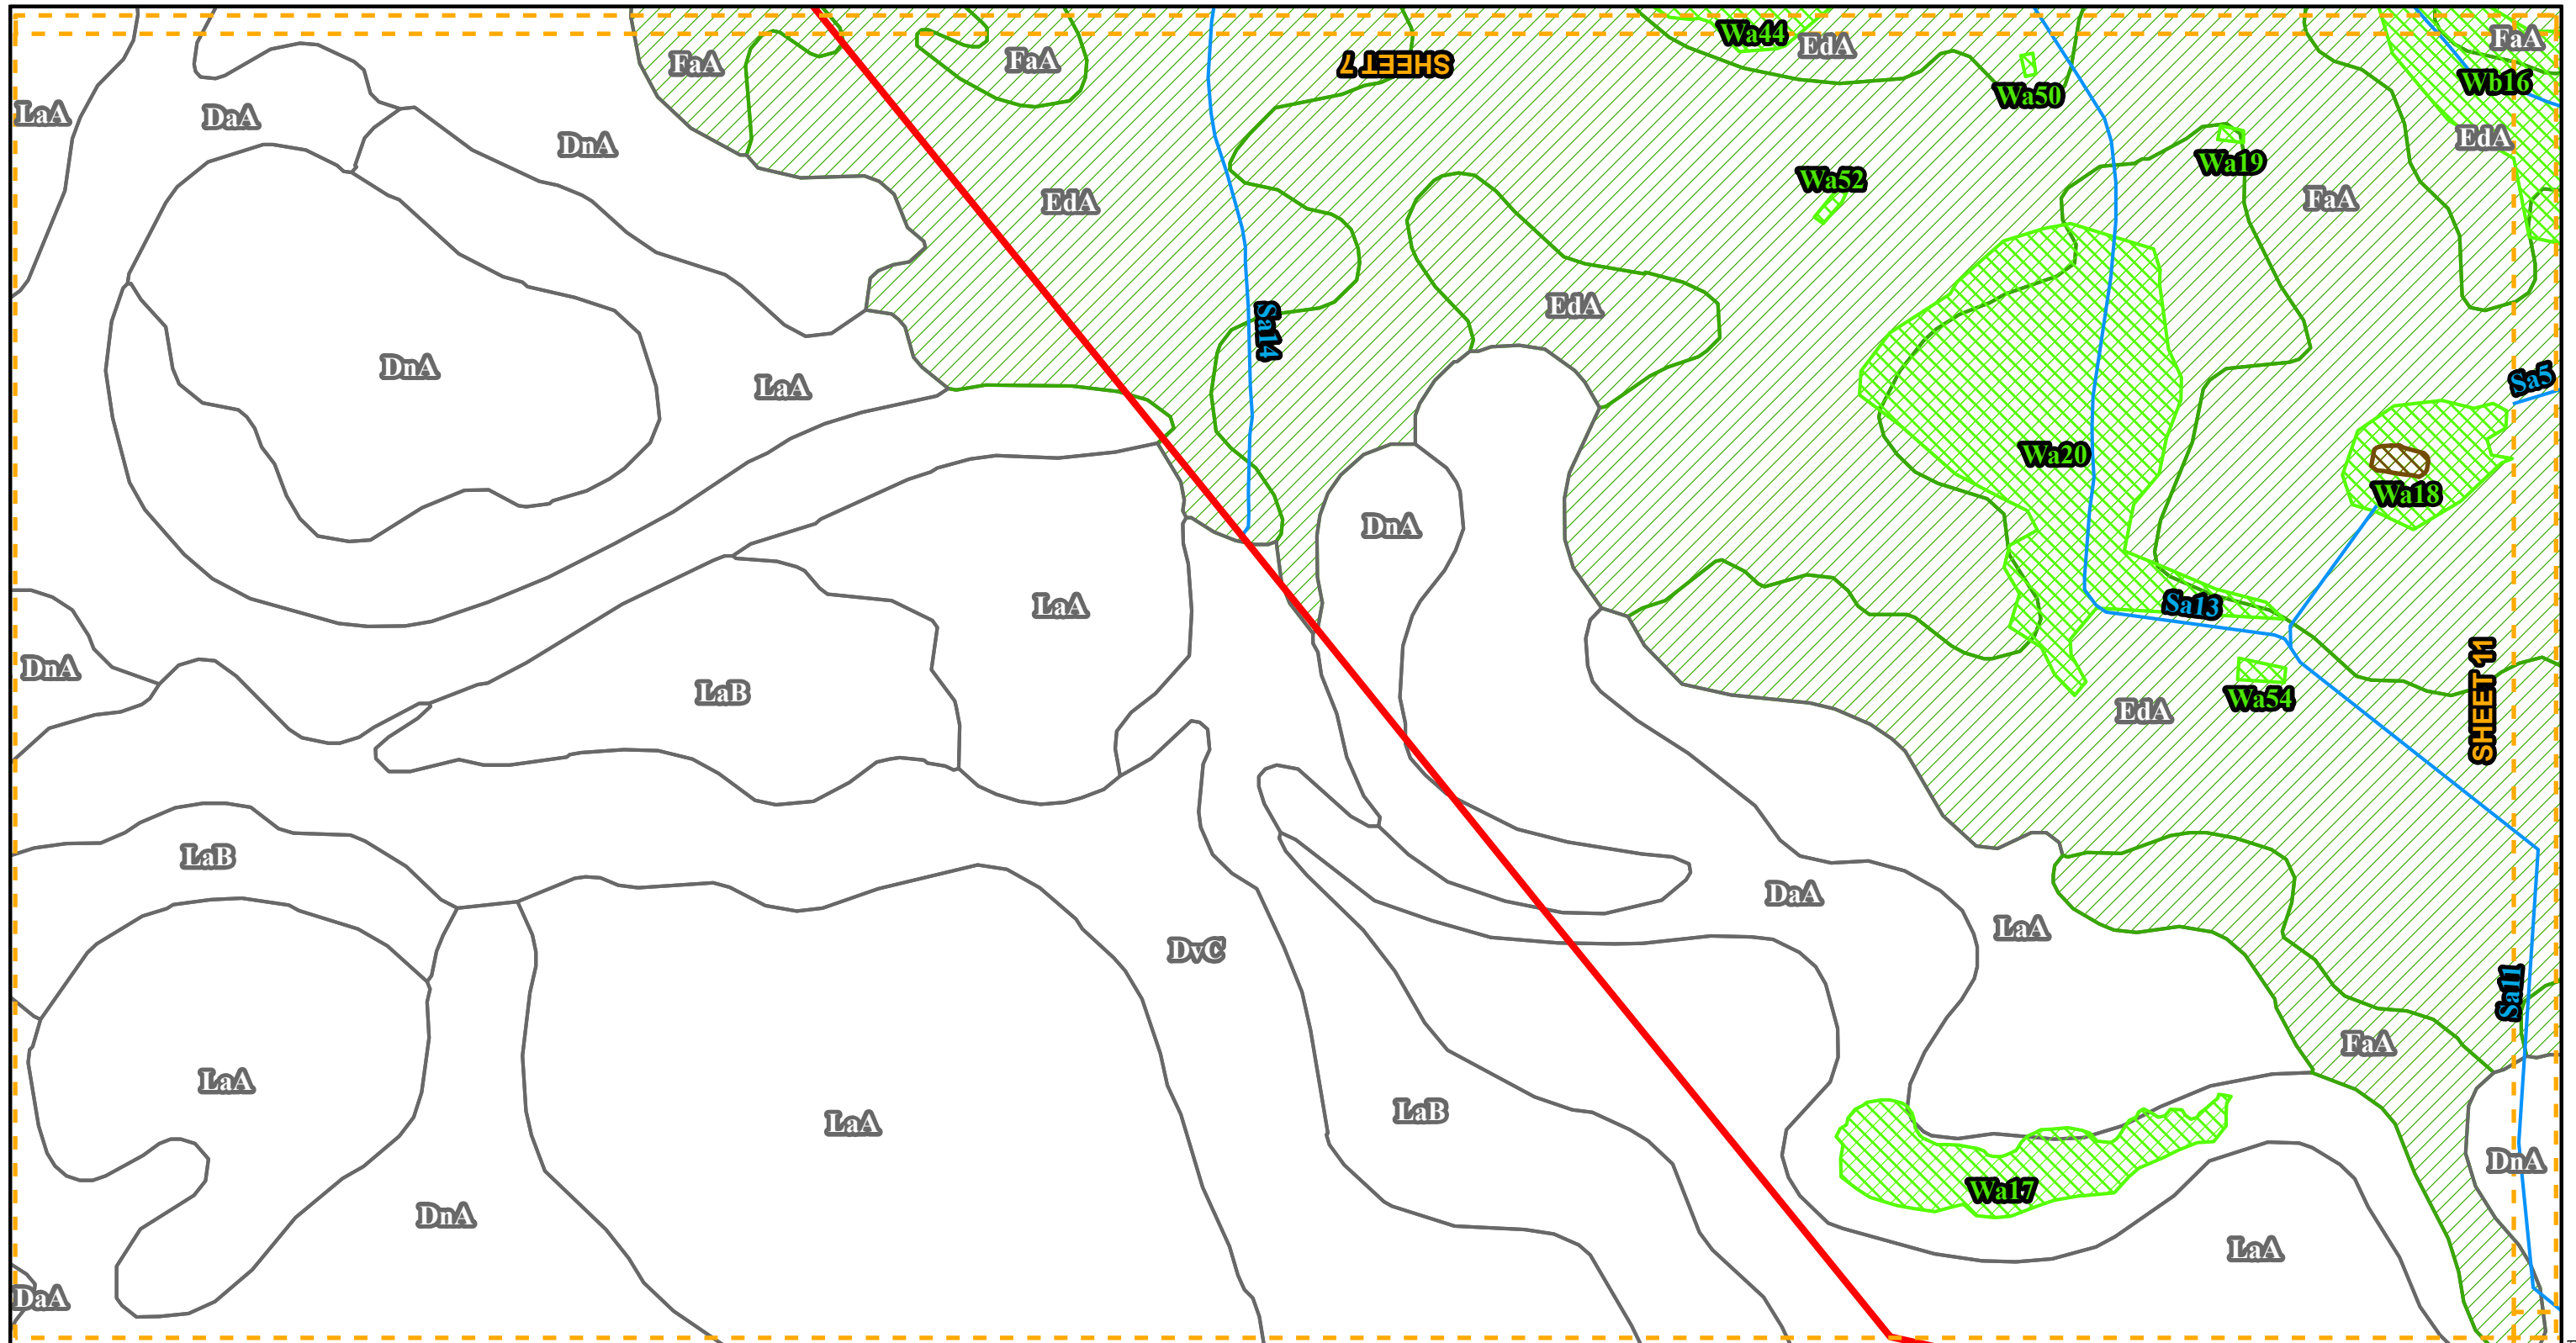 Wa44
EdA
FaA
FaA
FaA
SHEET 7
Wb16
Wa50
LaA
DaA
DnA
EdA
Wa19
Wa52
EdA
FaA
EdA
Sa14
DnA
LaA
Sa5
Wa20
Wa18
DnA
LaA
Sa13
DnA
LaB
SHEET 11
Wa54
EdA
LaB
DaA
LaA
DvC
Sa11
FaA
LaA
LaA
LaB
DnA
Wa17
DnA
LaA
DaA